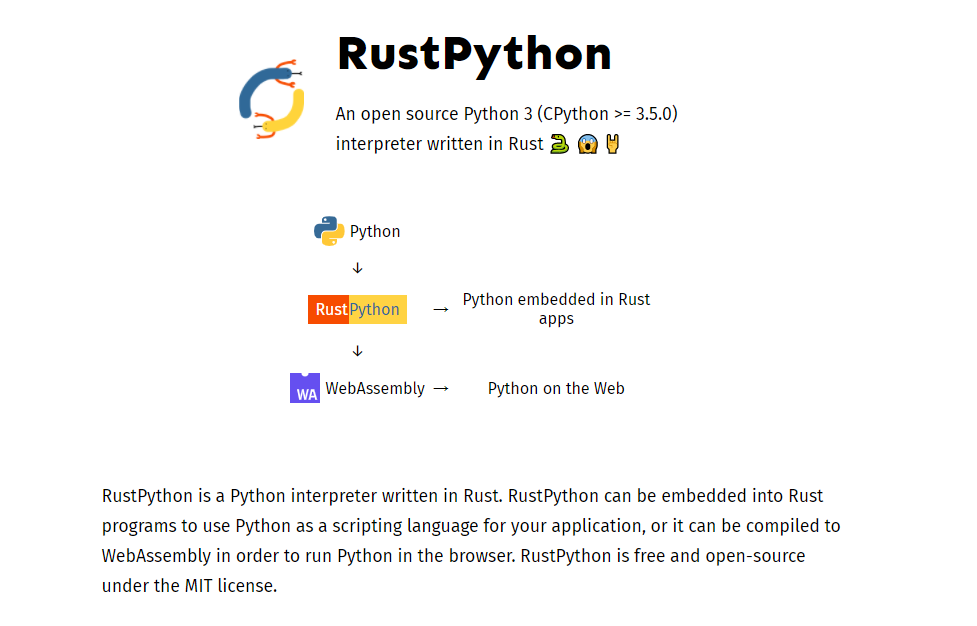 RustPython
An open source Python 3 (CPython >= 3.5.0)
interpreter written in Rust 🐍 😱 🤘
Python
↓
RustPython → Python embedded in Rust
apps
↓
WA WebAssembly → Python on the Web
RustPython is a Python interpreter written in Rust. RustPython can be embedded into Rust
programs to use Python as a scripting language for your application, or it can be compiled to
WebAssembly in order to run Python in the browser. RustPython is free and open-source
under the MIT license.